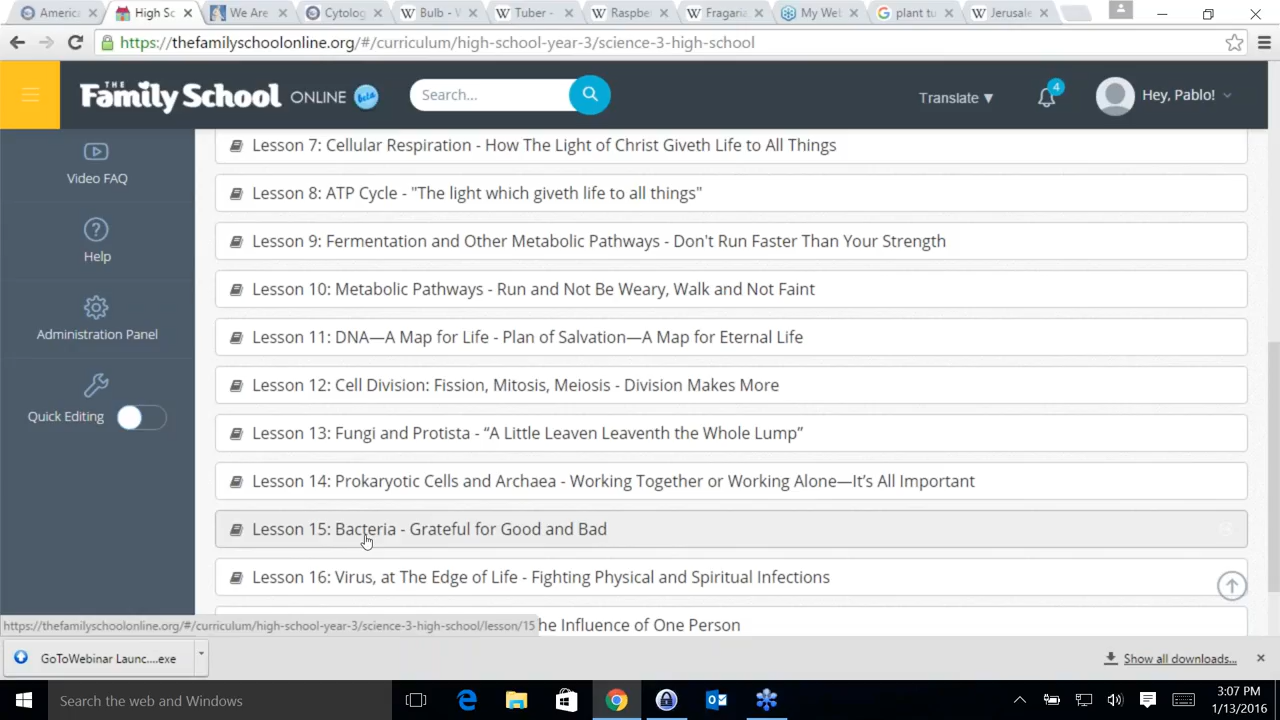 America
High Sc
We Are
Cytolog
Bulb - W
Tuber
Raspbe
Fragari
My Web
plant tu
Jerusale
https://thefamilyschoolonline.org/#/curriculum/high-school-year-3/science-3-high-school
THE Family School ONLINE beta
Search...
Translate ▼
4
Hey, Pablo!
Video FAQ
Help
Administration Panel
Quick Editing
Lesson 7: Cellular Respiration - How The Light of Christ Giveth Life to All Things
Lesson 8: ATP Cycle - "The light which giveth life to all things"
Lesson 9: Fermentation and Other Metabolic Pathways - Don't Run Faster Than Your Strength
Lesson 10: Metabolic Pathways - Run and Not Be Weary, Walk and Not Faint
Lesson 11: DNA—A Map for Life - Plan of Salvation—A Map for Eternal Life
Lesson 12: Cell Division: Fission, Mitosis, Meiosis - Division Makes More
Lesson 13: Fungi and Protista - “A Little Leaven Leaventh the Whole Lump”
Lesson 14: Prokaryotic Cells and Archaea - Working Together or Working Alone—It’s All Important
Lesson 15: Bacteria - Grateful for Good and Bad
Lesson 16: Virus, at The Edge of Life - Fighting Physical and Spiritual Infections
he Influence of One Person
https://thefamilyschoolonline.org/#/curriculum/high-school-year-3/science-3-high-school/lesson/15
GoToWebinar Launc....exe
Show all downloads...
Search the web and Windows
3:07 PM
1/13/2016